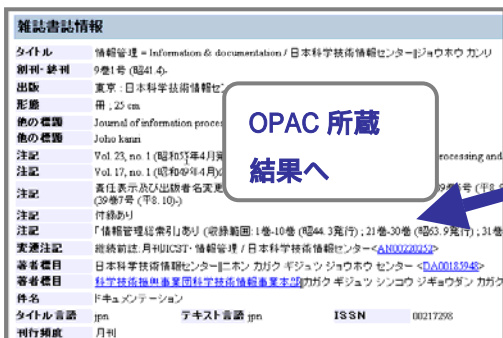 雑誌書誌情報
タイトル 情報管理 = Information & documentation / 日本科学技術情報センター||ジョウホウ カンリ
創刊・終刊 9巻1号 (昭41.4)-
出版 東京 : 日本科学技術情報セ
形態 冊 ; 25 cm
他の標題 Journal of information proce
他の標題 Joho kanri
注記 Vol. 23, no. 1 (昭和55年4月 rocessing and
注記 Vol. 17, no. 1 (昭和49年4月)
注記 責任表示及び出版者名変更
(39巻7号 (平8.10)-)
注記 付録あり
注記 「情報管理総索引」あり (収録範囲: 1巻-10巻 (昭44.3発行) ; 21巻-30巻 (昭63.9発行) ; 31巻
変遷注記 継続前誌: 月刊JICST・情報管理 / 日本科学技術情報センター<AN00220252>
著者標目 日本科学技術情報センター||ニホン カガク ギジュツ ジョウホウ センター <DA00185948>
著者標目 科学技術振興事業団科学技術情報事業本部||カガク ギジュツ シンコウ ジギョウダン カガク
件名 ドキュメンテーション
タイトル言語 jpn テキスト言語 jpn ISSN 00217298
刊行頻度 月刊
OPAC 所蔵
結果へ